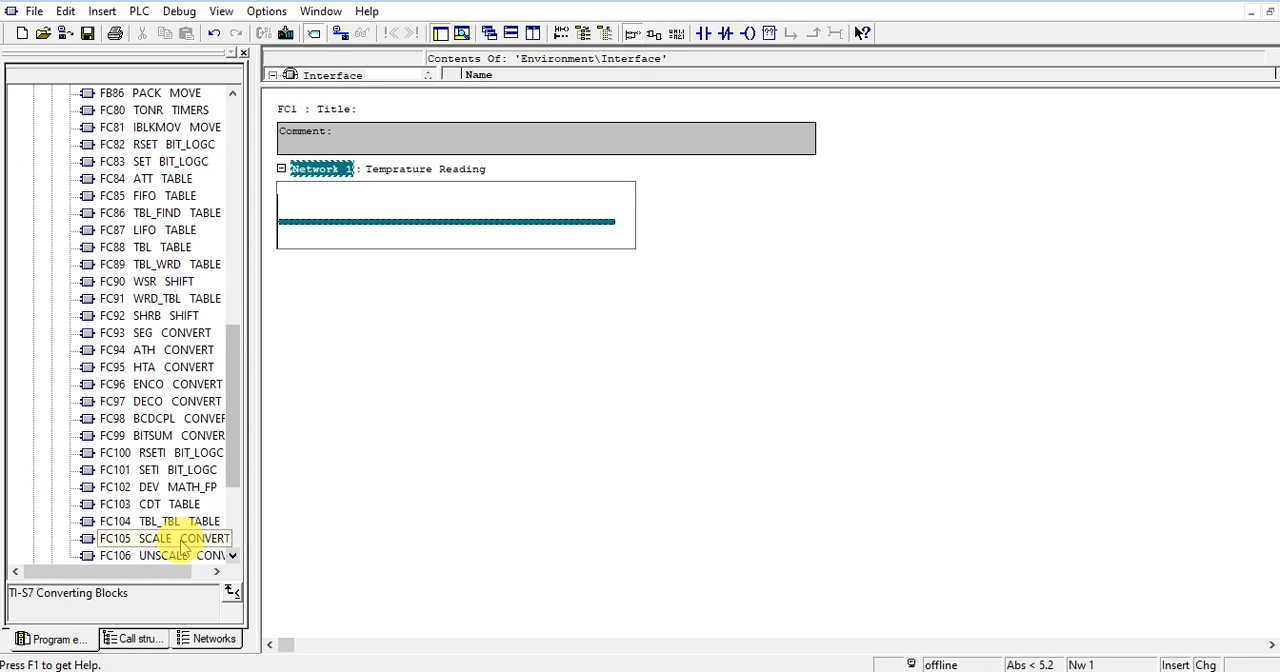 File Edit Insert PLC Debug View Options Window Help
Contents Of: 'Environment\Interface'
Interface
Name
FC1 : Title:
Comment:
Network 1: Temprature Reading
FB86 PACK MOVE
FC80 TONR TIMERS
FC81 IBLKMOV MOVE
FC82 RSET BIT_LOGC
FC83 SET BIT_LOGC
FC84 ATT TABLE
FC85 FIFO TABLE
FC86 TBL_FIND TABLE
FC87 LIFO TABLE
FC88 TBL TABLE
FC89 TBL_WRD TABLE
FC90 WSR SHIFT
FC91 WRD_TBL TABLE
FC92 SHRB SHIFT
FC93 SEG CONVERT
FC94 ATH CONVERT
FC95 HTA CONVERT
FC96 ENCO CONVERT
FC97 DECO CONVERT
FC98 BCDCPL CONVER
FC99 BITSUM CONVER
FC100 RSETI BIT_LOGC
FC101 SETI BIT_LOGC
FC102 DEV MATH_FP
FC103 CDT TABLE
FC104 TBL_TBL TABLE
FC105 SCALE CONVERT
FC106 UNSCALE CONV
TI-S7 Converting Blocks
Program e... Call stru... Networks
Press F1 to get Help.
offline Abs < 5.2 Nw 1 Insert Chg